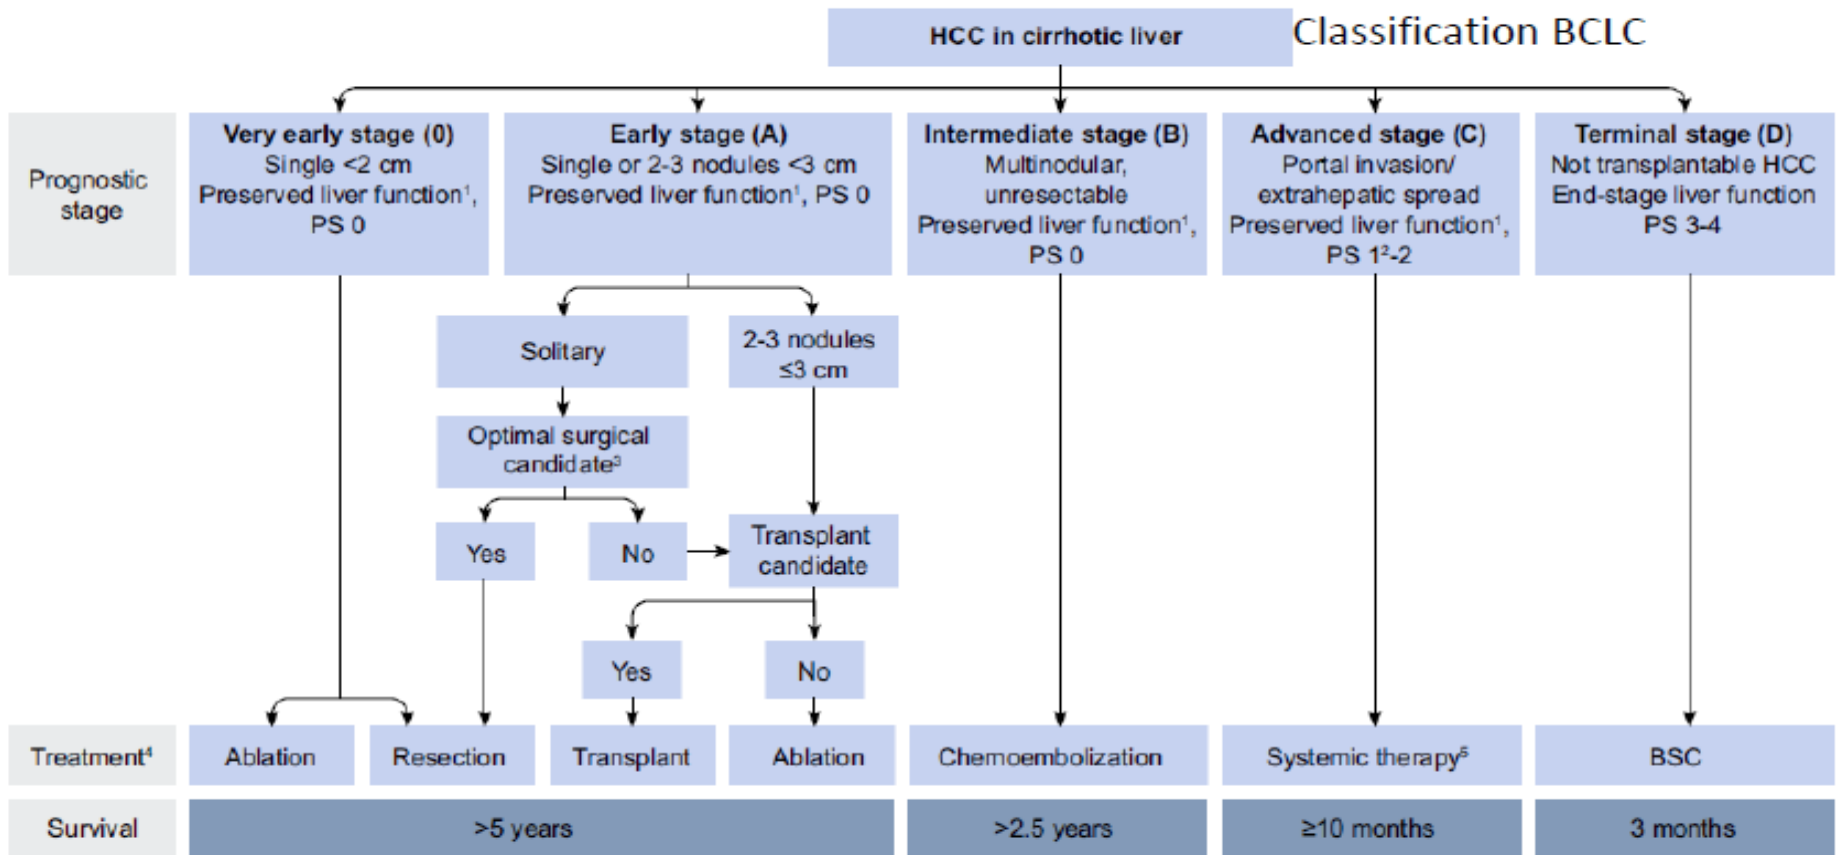 HCC in cirrhotic liver
Classification BCLC
Prognostic
stage
Very early stage (0)
Single <2 cm
Preserved liver function¹,
PS 0
Early stage (A)
Single or 2-3 nodules <3 cm
Preserved liver function¹, PS 0
Intermediate stage (B)
Multinodular,
unresectable
Preserved liver function¹,
PS 0
Advanced stage (C)
Portal invasion/
extrahepatic spread
Preserved liver function¹,
PS 1²-2
Terminal stage (D)
Not transplantable HCC
End-stage liver function
PS 3-4
Solitary
2-3 nodules
≤3 cm
Optimal surgical
candidate³
Yes
No
Transplant
candidate
Yes
No
Treatment⁴
Ablation
Resection
Transplant
Ablation
Chemoembolization
Systemic therapy⁵
BSC
Survival
>5 years
>2.5 years
≥10 months
3 months